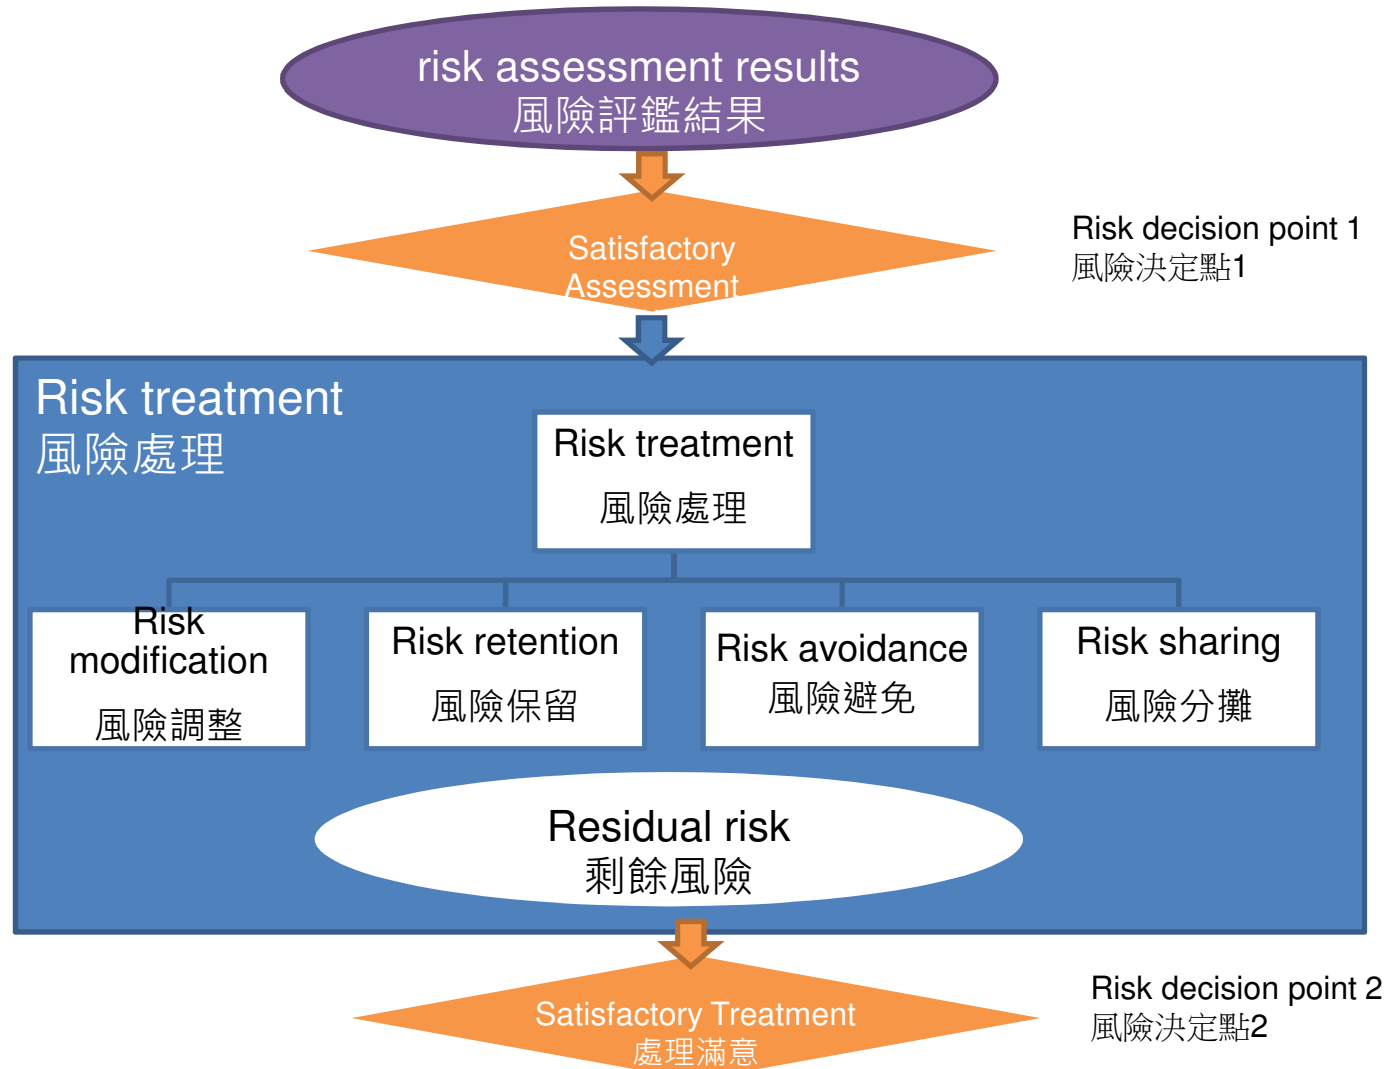 risk assessment results
風險評鑑結果
Satisfactory
Assessment
Risk decision point 1
風險決定點1
Risk treatment
風險處理
Risk treatment
風險處理
Risk
modification
風險調整
Risk retention
風險保留
Risk avoidance
風險避免
Risk sharing
風險分攤
Residual risk
剩餘風險
Satisfactory Treatment
處理滿意
Risk decision point 2
風險決定點2